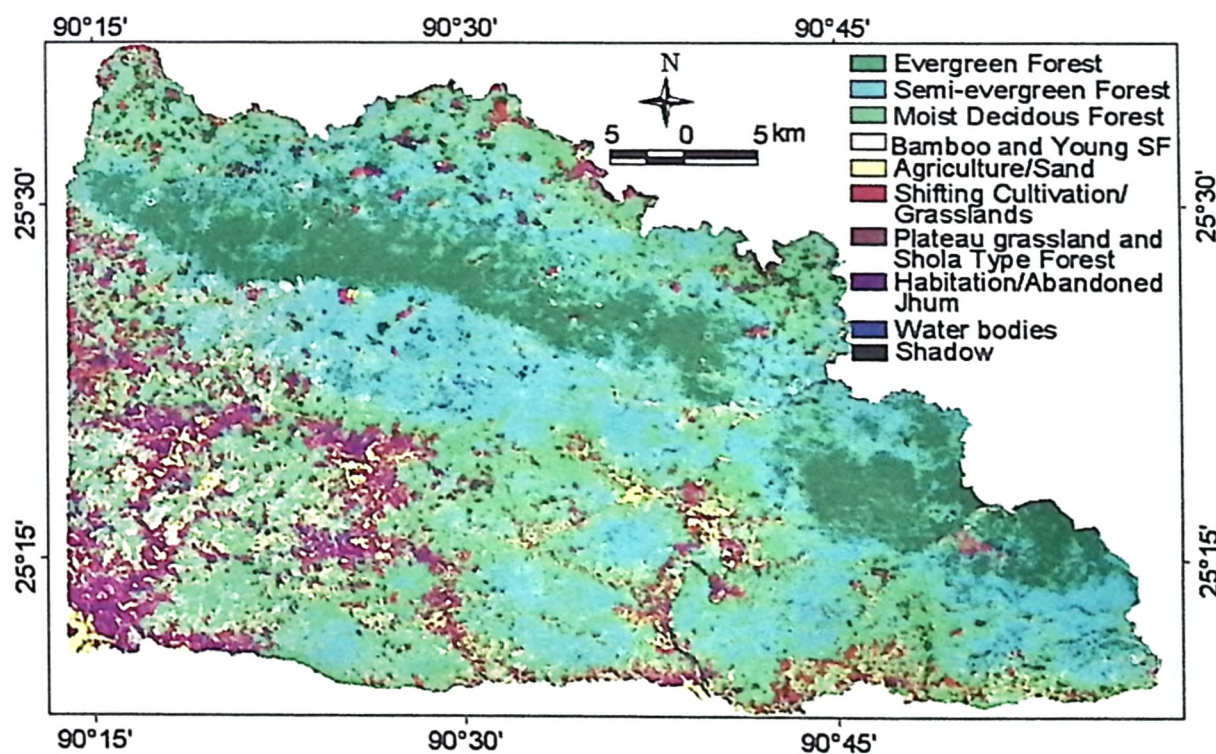 90°15' 90°30' 90°45'
N
5 0 5 km
Evergreen Forest
Semi-evergreen Forest
Moist Decidous Forest
Bamboo and Young SF
Agriculture/Sand
Shifting Cultivation/
Grasslands
Plateau grassland and
Shola Type Forest
Habitation/Abandoned
Jhum
Water bodies
Shadow
25°30' 25°30'
25°15' 25°15'
90°15' 90°30' 90°45'